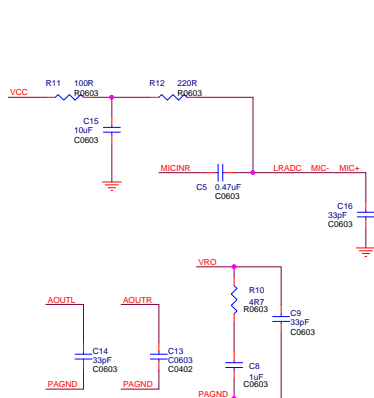 R11 100R
R0603
R12 220R
R0603
VCC
C15
10uF
C0603
MICINR
LRADC MIC- MIC+
C5 0.47uF
C0603
C16
33pF
C0603
VRO
R10
4R7
R0603
AOUTL
AOUTR
C9
33pF
C0603
C14
33pF
C0603
C13
C0603
C0402
C8
1uF
C0603
PAGND
PAGND
PAGND